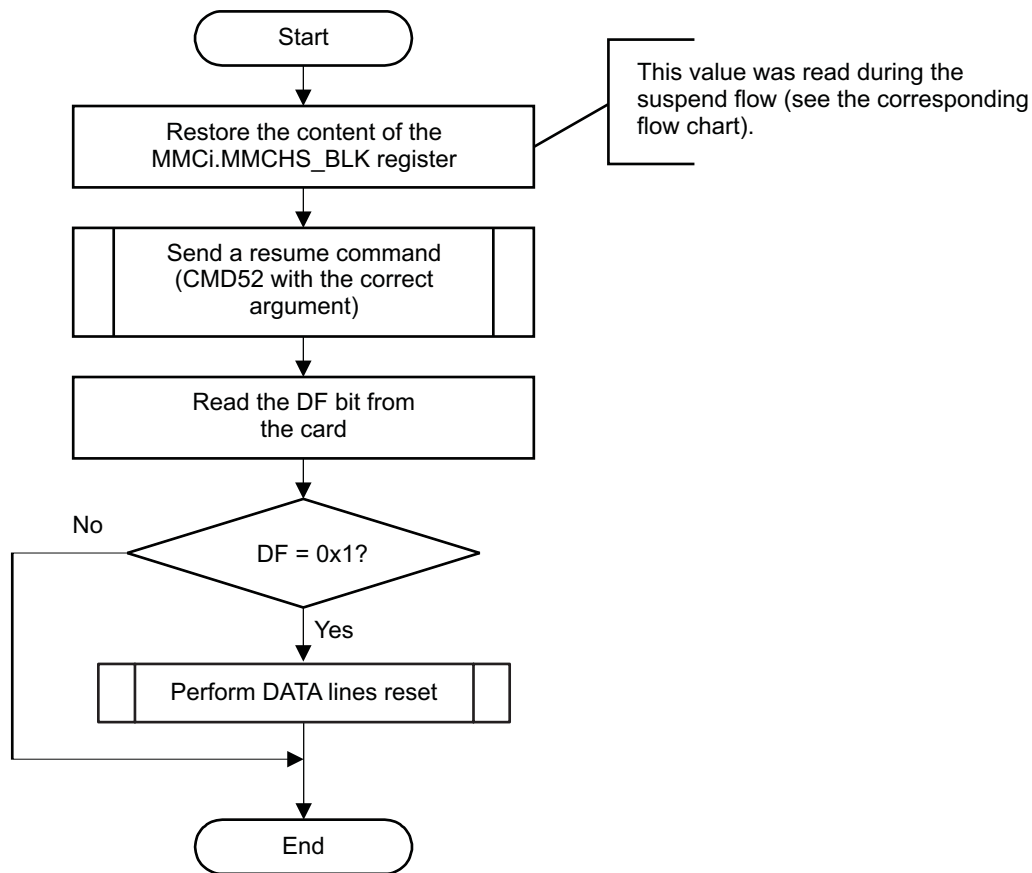 Start
This value was read during the
suspend flow (see the corresponding
flow chart).
Restore the content of the
MMCi.MMCHS_BLK register
Send a resume command
(CMD52 with the correct
argument)
Read the DF bit from
the card
No
DF = 0x1?
Yes
Perform DATA lines reset
End